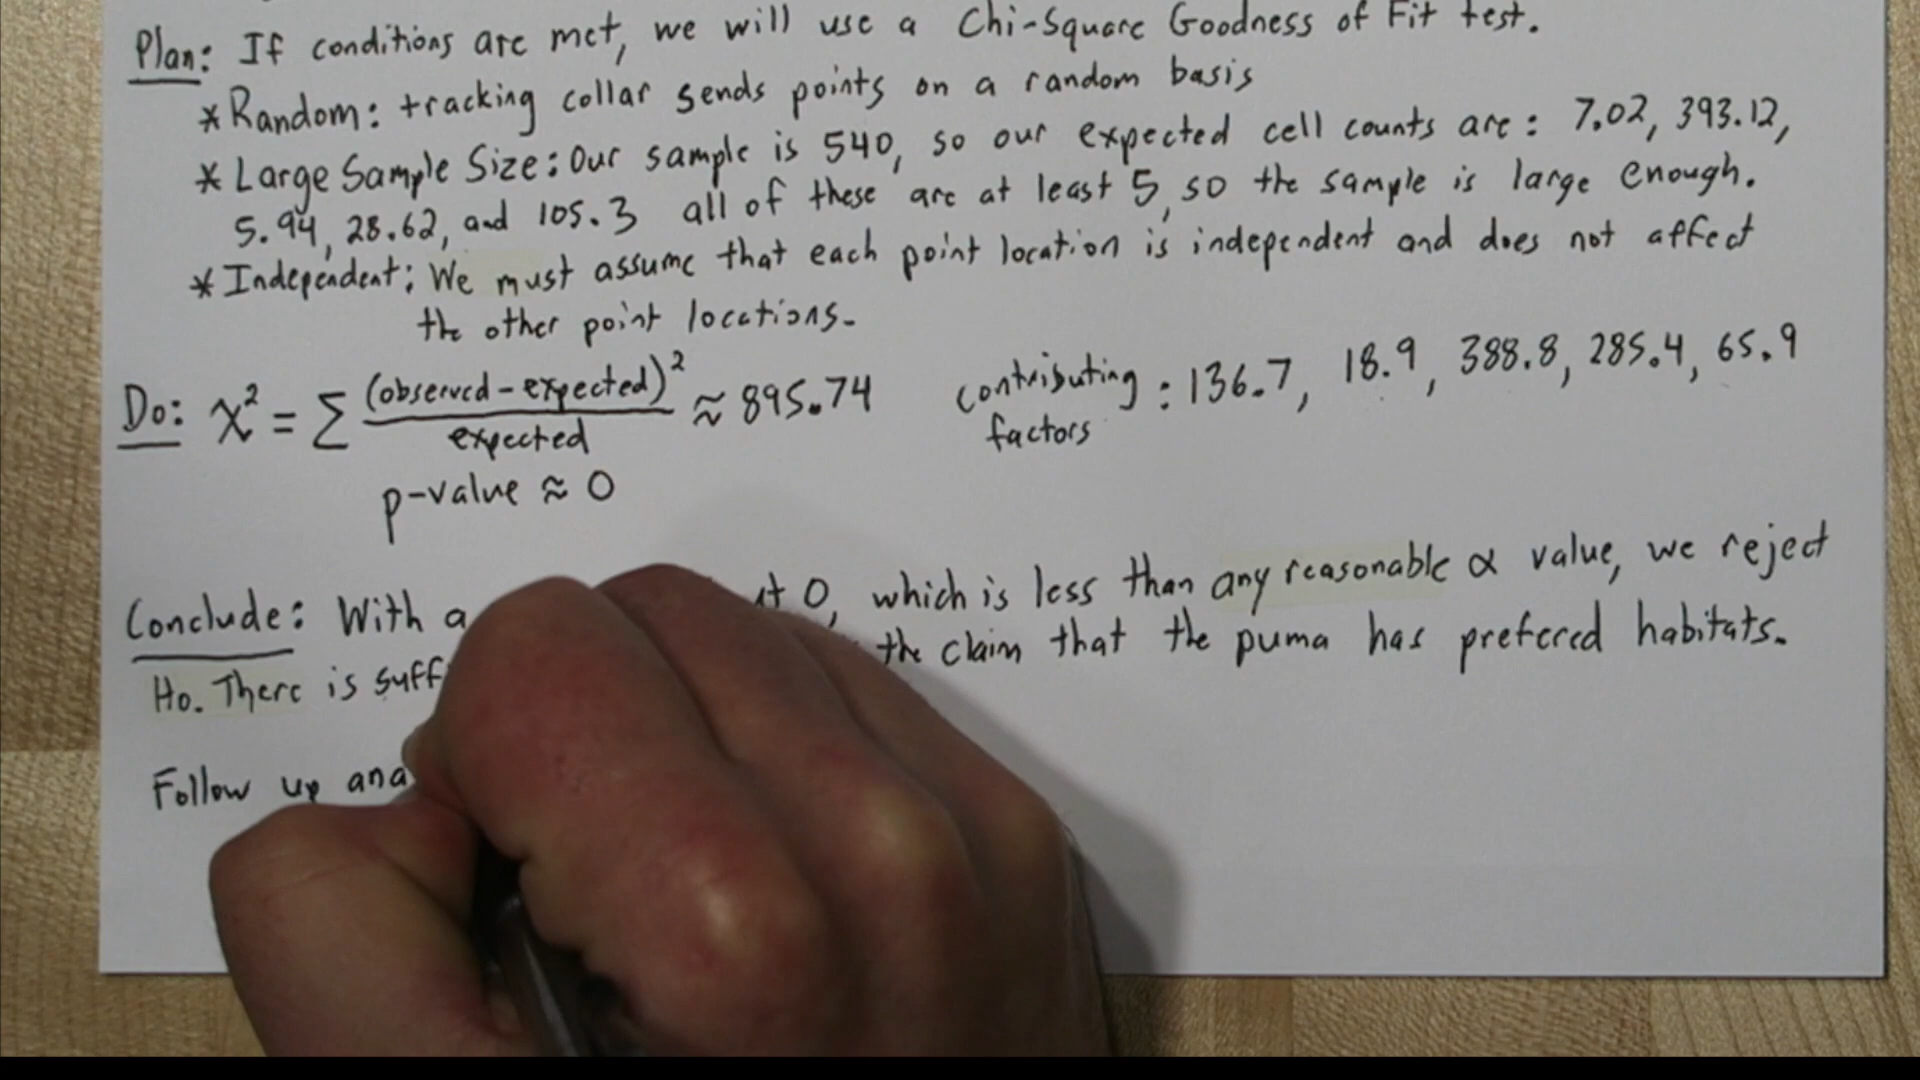 Plan: If conditions are met, we will use a Chi-Square Goodness of Fit test.
* Random: tracking collar sends points on a random basis
* Large Sample Size: Our sample is 540, so our expected cell counts are: 7.02, 393.12,
5.94, 28.62, and 105.3 all of these are at least 5, so the sample is large enough.
* Independent: We must assume that each point location is independent and does not affect
the other point locations.
Do: χ² = Σ (observed - expected)² / expected ≈ 895.74
contributing factors: 136.7, 18.9, 388.8, 285.4, 65.9
p-value ≈ 0
Conclude: With a 0, which is less than any reasonable α value, we reject
Ho. There is the claim that the puma has prefered habitats.
Follow up